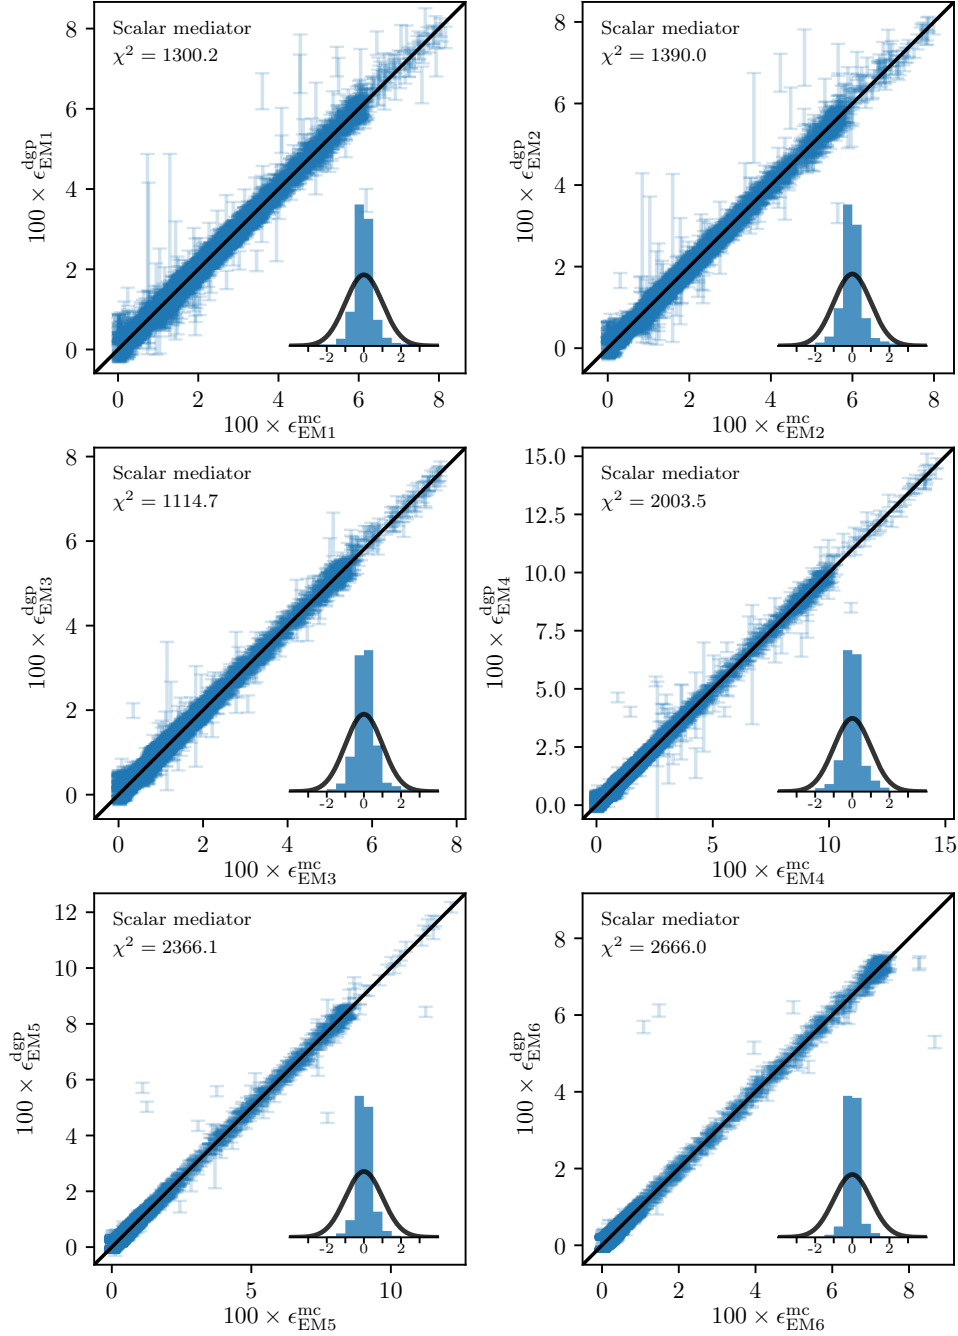 Scalar mediator
χ² = 1300.2
100 × ϵ^dgp_EM1
8
6
4
2
0
-2 0 2
0 2 4 6 8
100 × ϵ^mc_EM1
Scalar mediator
χ² = 1390.0
100 × ϵ^dgp_EM2
8
6
4
2
0
-2 0 2
0 2 4 6 8
100 × ϵ^mc_EM2
Scalar mediator
χ² = 1114.7
100 × ϵ^dgp_EM3
8
6
4
2
0
-2 0 2
0 2 4 6 8
100 × ϵ^mc_EM3
Scalar mediator
χ² = 2003.5
100 × ϵ^dgp_EM4
15.0
12.5
10.0
7.5
5.0
2.5
0.0
-2 0 2
0 5 10 15
100 × ϵ^mc_EM4
Scalar mediator
χ² = 2366.1
100 × ϵ^dgp_EM5
12
10
8
6
4
2
0
-2 0 2
0 5 10
100 × ϵ^mc_EM5
Scalar mediator
χ² = 2666.0
100 × ϵ^dgp_EM6
8
6
4
2
0
-2 0 2
0 2 4 6 8
100 × ϵ^mc_EM6